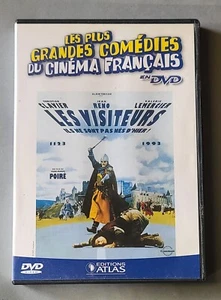 LES PLUS
GRANDES COMÉDIES
DU CINÉMA FRANÇAIS
EN DVD
CLAVIER RENO LEMERCIER
LES VISITEURS
ILS NE SONT PAS NÉS D'HIER!
1123 1993
POIRÉ
DVD
EDITIONS
ATLAS